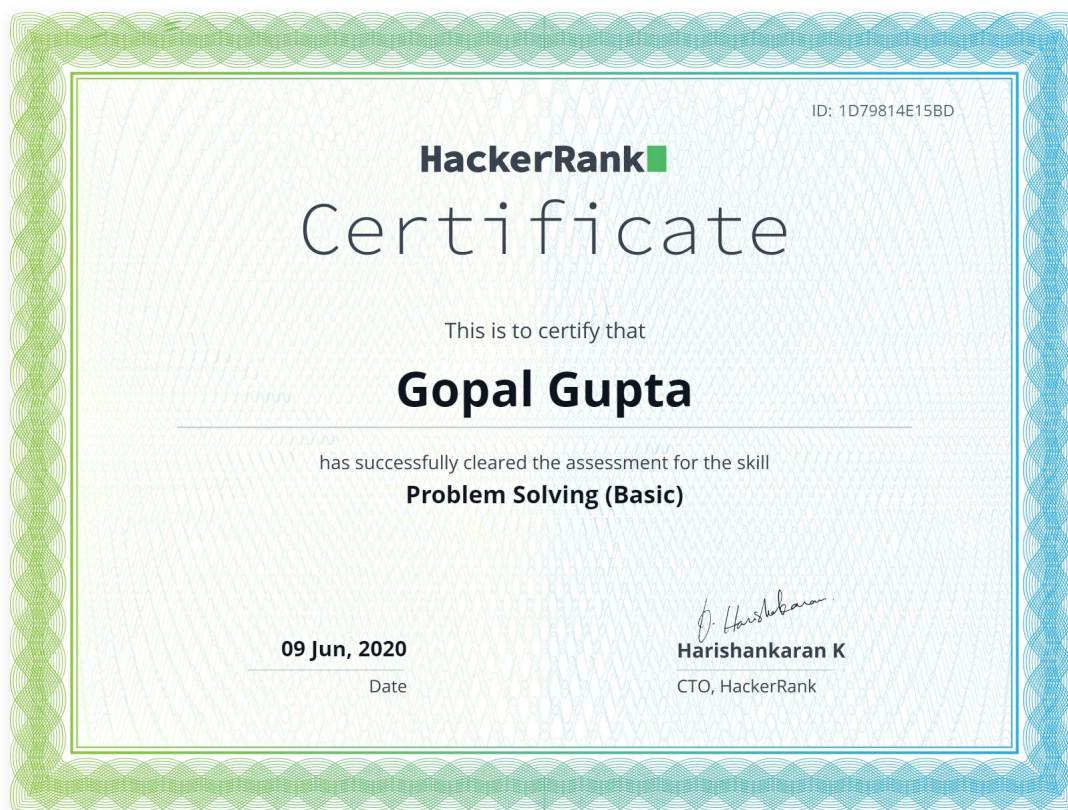 ID: 1D79814E15BD
HackerRank
Certificate
This is to certify that
Gopal Gupta
has successfully cleared the assessment for the skill
Problem Solving (Basic)
09 Jun, 2020
Date
Harishankaran K
CTO, HackerRank